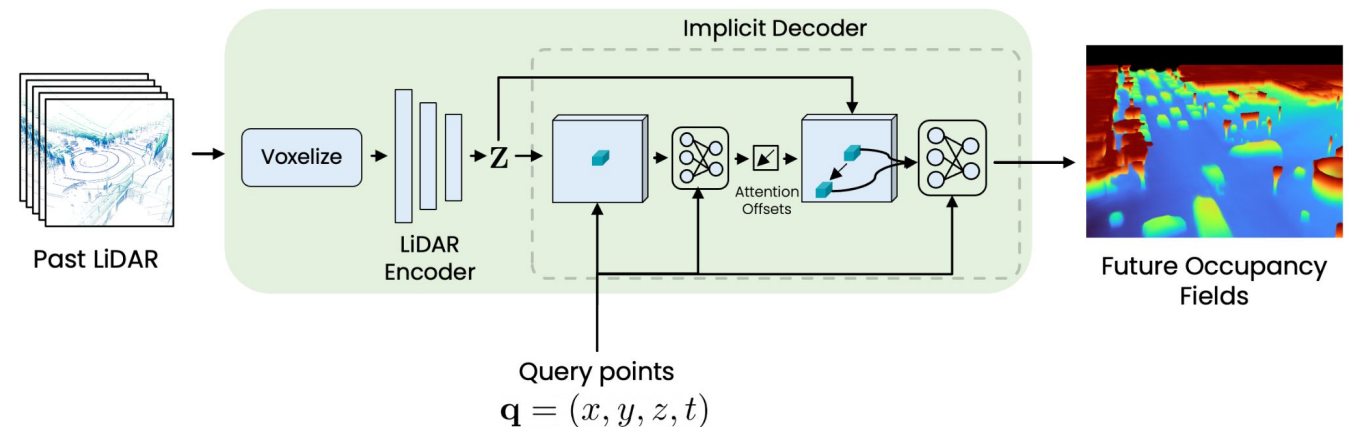 Implicit Decoder
Past LiDAR
Voxelize
LiDAR
Encoder
Z
Attention
Offsets
Future Occupancy
Fields
Query points
q = (x, y, z, t)